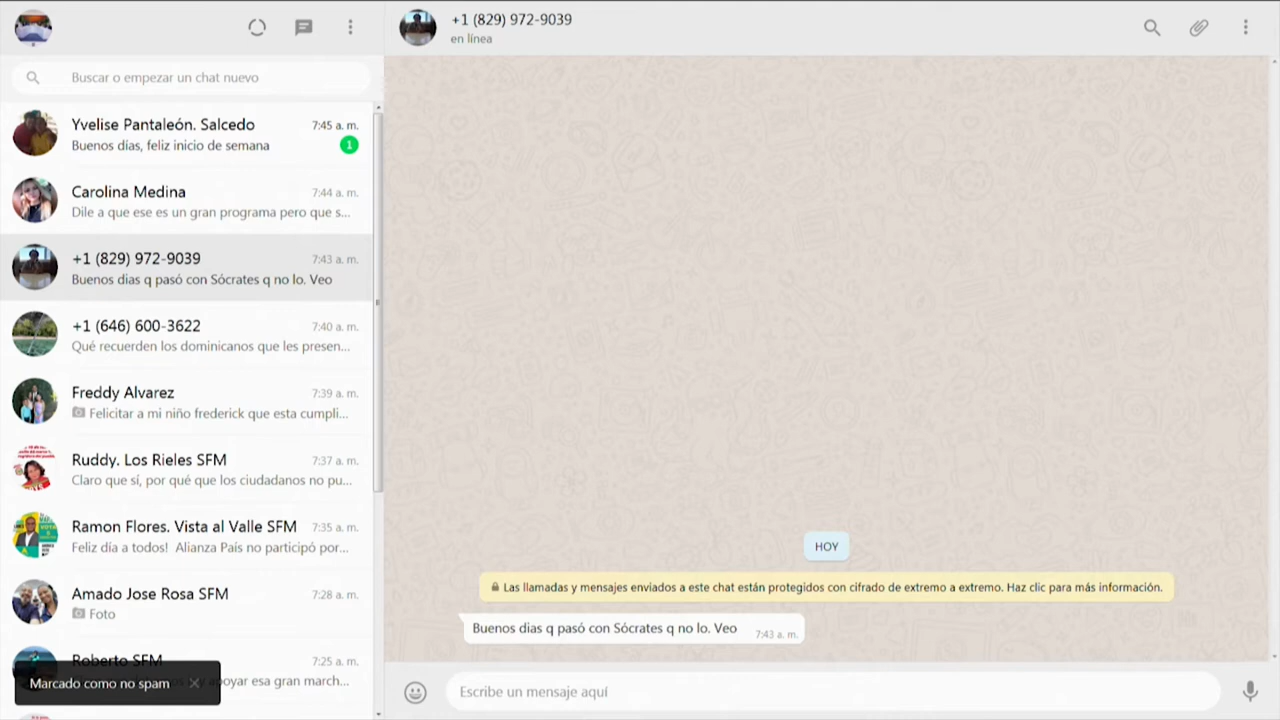 +1 (829) 972-9039
en línea
Buscar o empezar un chat nuevo
Yvelise Pantaleón. Salcedo 7:45 a. m.
Buenos días, feliz inicio de semana 1
Carolina Medina 7:44 a. m.
Dile a que ese es un gran programa pero que s...
+1 (829) 972-9039 7:43 a. m.
Buenos dias q pasó con Sócrates q no lo. Veo
+1 (646) 600-3622 7:40 a. m.
Qué recuerden los dominicanos que les presen...
Freddy Alvarez 7:39 a. m.
Felicitar a mi niño frederick que esta cumpli...
Ruddy. Los Rieles SFM 7:37 a. m.
Claro que sí, por qué que los ciudadanos no pu...
Ramon Flores. Vista al Valle SFM 7:35 a. m.
Feliz día a todos! Alianza País no participó por...
Amado Jose Rosa SFM 7:28 a. m.
Foto
Roberto SFM 7:25 a. m.
apoyar esa gran march...
Marcado como no spam
HOY
Las llamadas y mensajes enviados a este chat están protegidos con cifrado de extremo a extremo. Haz clic para más información.
Buenos dias q pasó con Sócrates q no lo. Veo 7:43 a. m.
Escribe un mensaje aquí